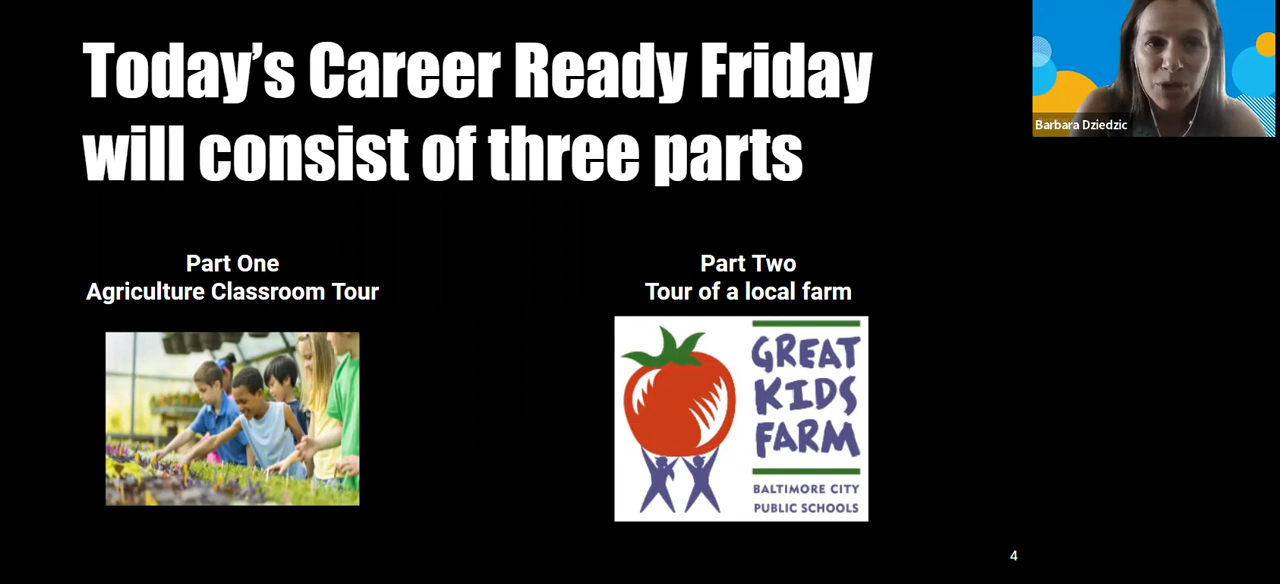 Today's Career Ready Friday
will consist of three parts
Barbara Dziedzic
Part One
Agriculture Classroom Tour
Part Two
Tour of a local farm
GREAT
KIDS
FARM
BALTIMORE CITY
PUBLIC SCHOOLS
4